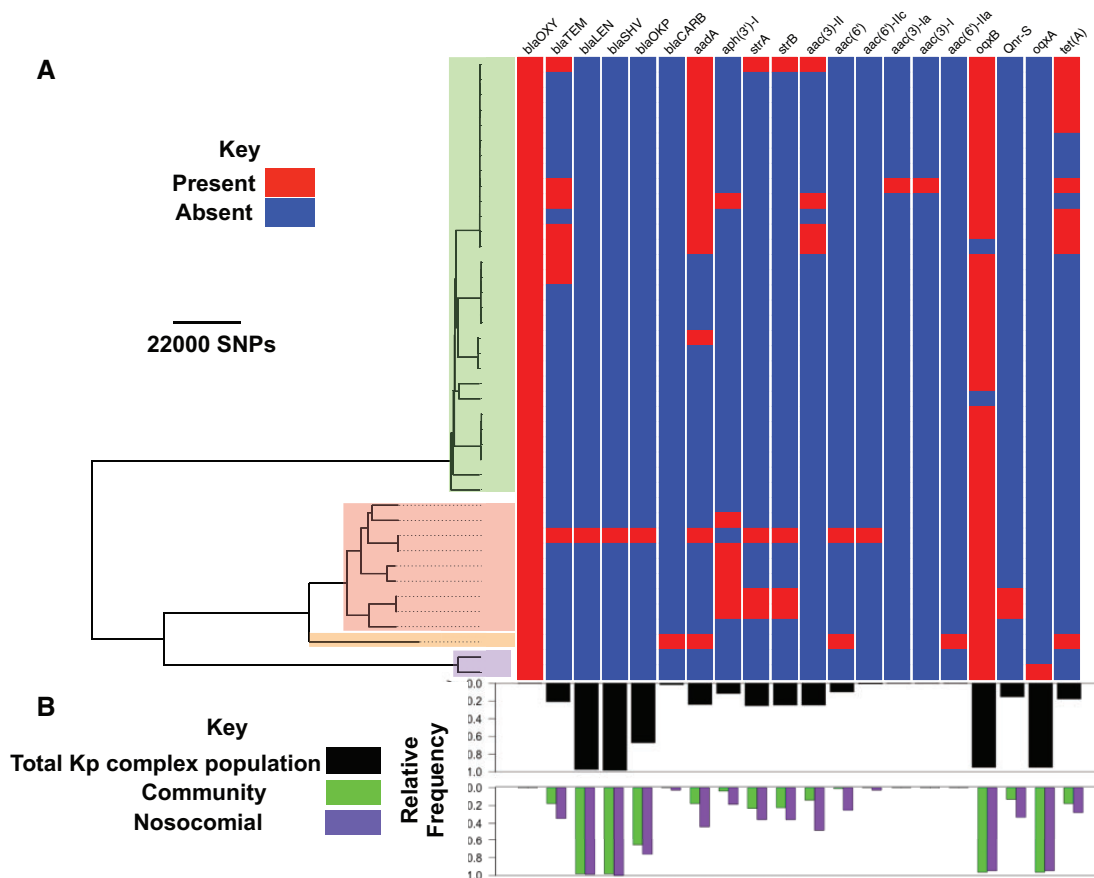 blaOXY blaTEM blaLEN blaSHV blaOKP blaCARB aadA aph(3')-I strA strB aac(3)-II aac(6') aac(6')-IIc aac(3)-Ia aac(3)-I aac(6')-IIa oqxB Qnr-S oqxA tet(A)
A
Key
Present
Absent
22000 SNPs
B
Key
Total Kp complex population
Community
Nosocomial
Relative
Frequency
0.0
0.2
0.4
0.6
0.8
1.0
0.0
0.2
0.4
0.6
0.8
1.0